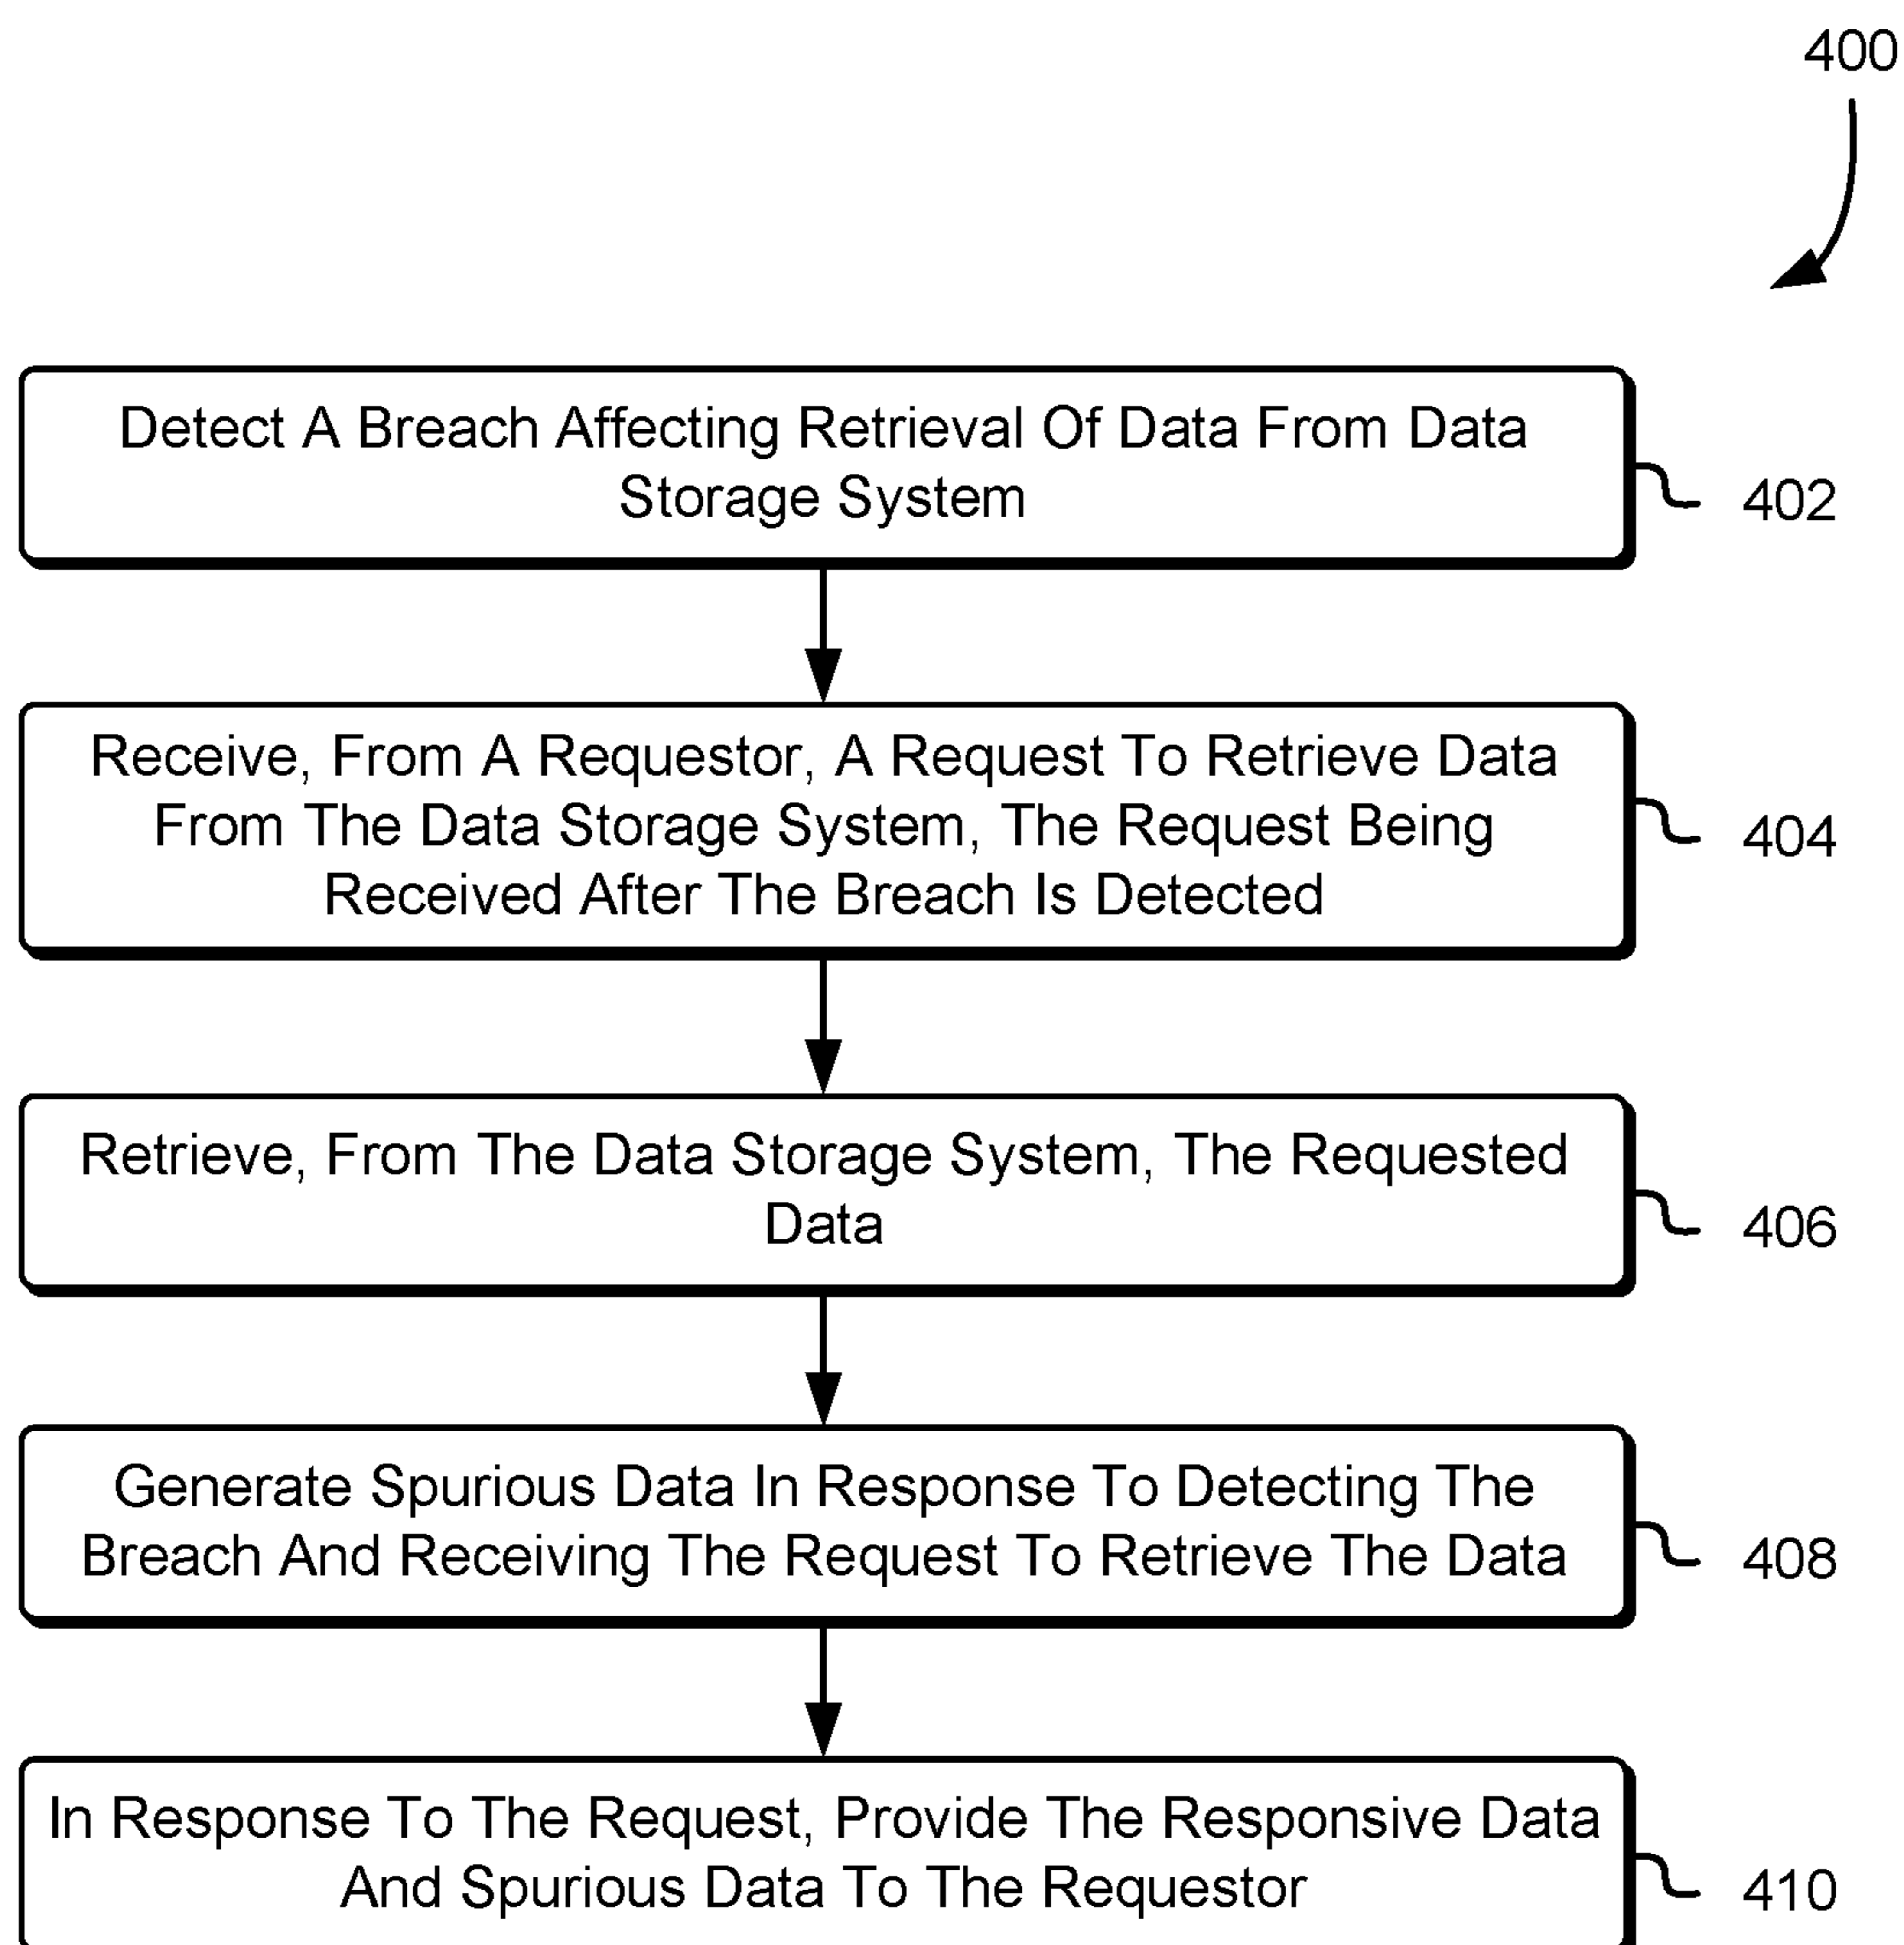 400
Detect A Breach Affecting Retrieval Of Data From Data
Storage System
402
Receive, From A Requestor, A Request To Retrieve Data
From The Data Storage System, The Request Being
Received After The Breach Is Detected
404
Retrieve, From The Data Storage System, The Requested
Data
406
Generate Spurious Data In Response To Detecting The
Breach And Receiving The Request To Retrieve The Data
408
In Response To The Request, Provide The Responsive Data
And Spurious Data To The Requestor
410